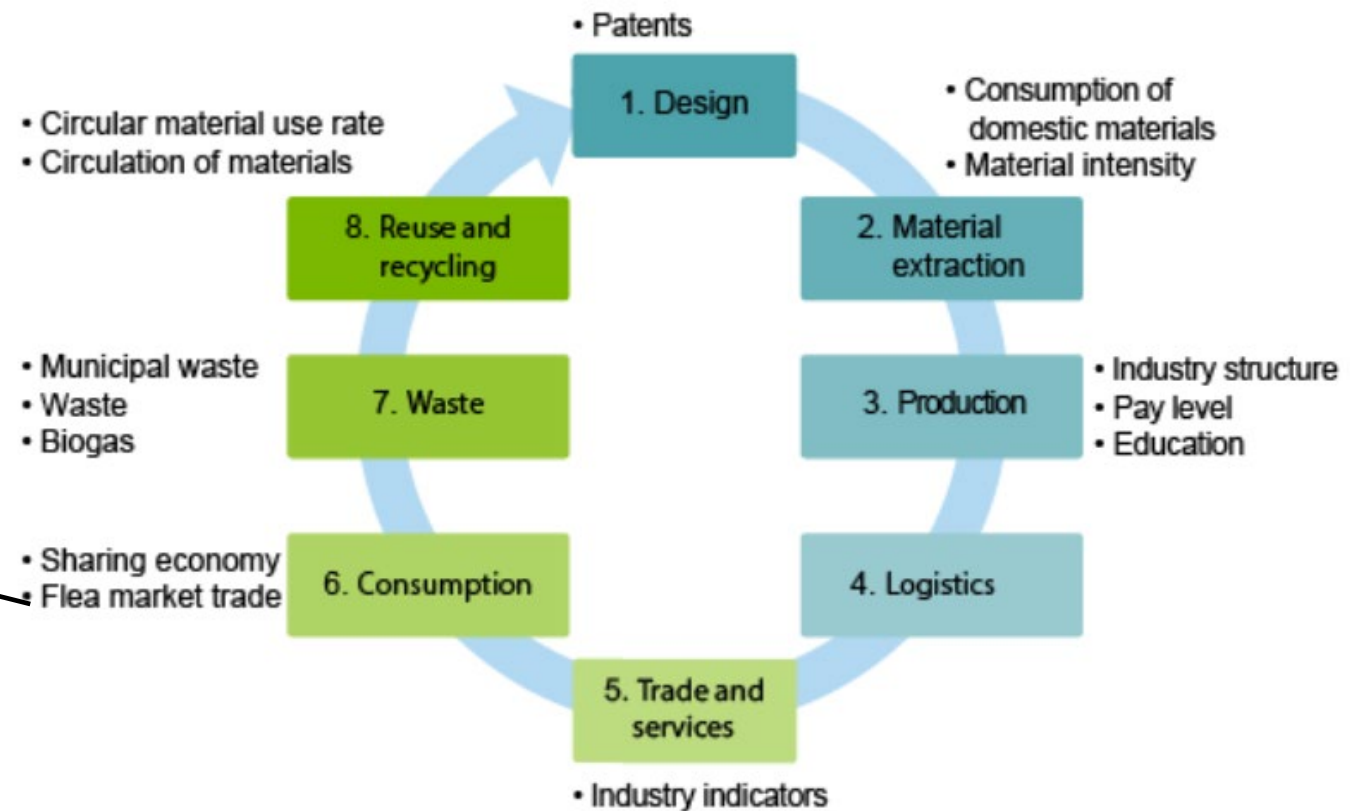 • Patents
1. Design
• Consumption of
domestic materials
• Material intensity
2. Material
extraction
• Industry structure
• Pay level
• Education
3. Production
4. Logistics
5. Trade and
services
• Industry indicators
6. Consumption
• Sharing economy
• Flea market trade
7. Waste
• Municipal waste
• Waste
• Biogas
8. Reuse and
recycling
• Circular material use rate
• Circulation of materials